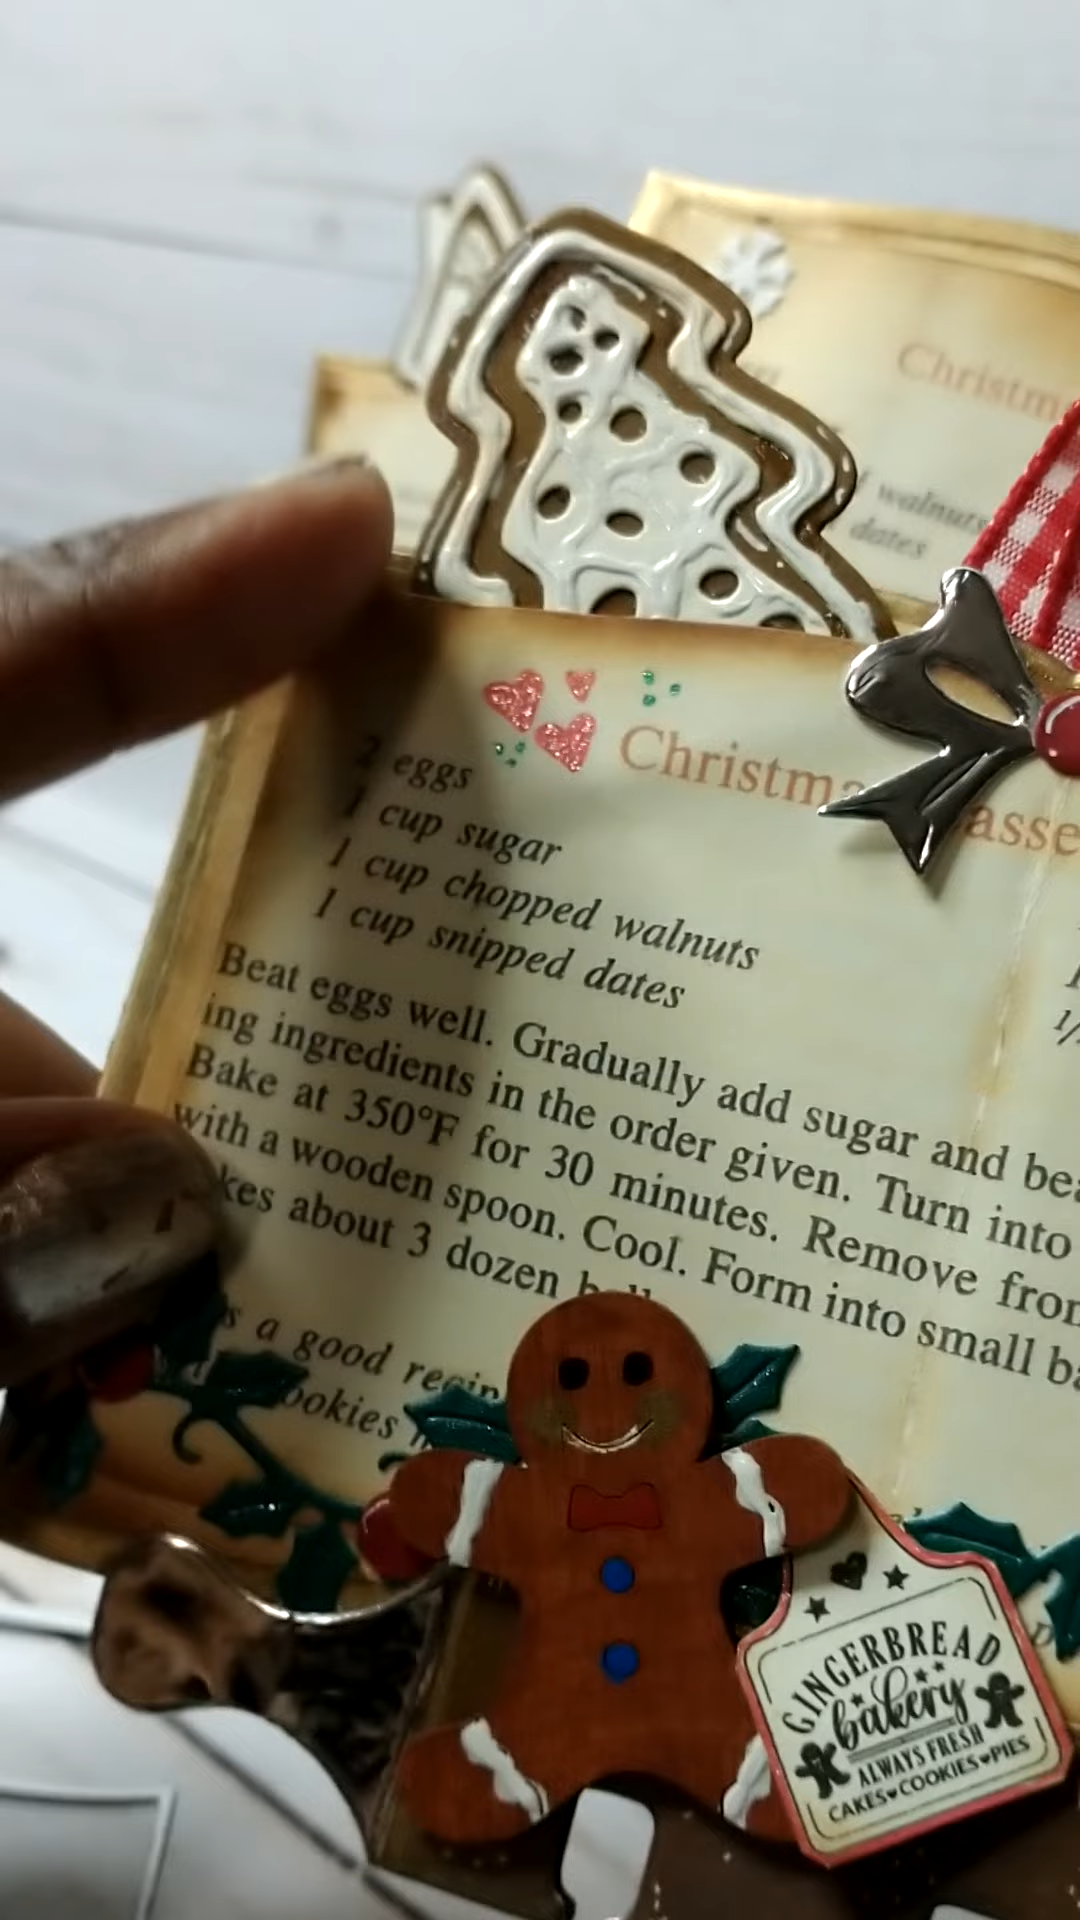 Christm
walnuts
dates
Christma
asse
2 eggs
1 cup sugar
1 cup chopped walnuts
1 cup snipped dates
1/
Beat eggs well. Gradually add sugar and bea
ing ingredients in the order given. Turn into
Bake at 350°F for 30 minutes. Remove from
with a wooden spoon. Cool. Form into small ba
kes about 3 dozen
s a good recip
ookies
GINGERBREAD
bakery
ALWAYS FRESH
CAKES♥COOKIES♥PIES